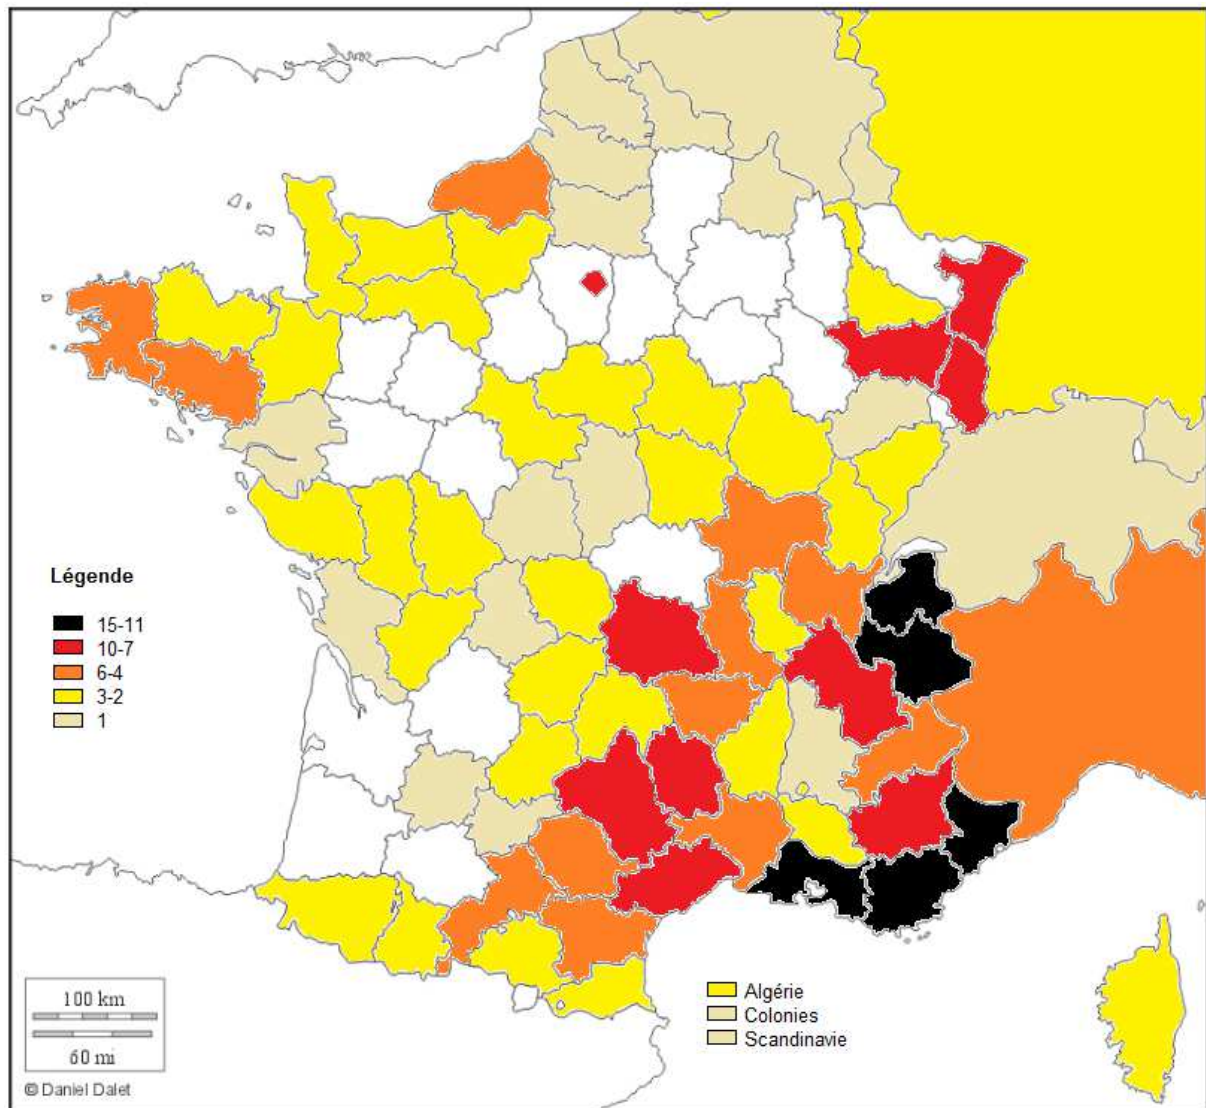 Légende
15-11
10-7
6-4
3-2
1
100 km
60 mi
© Daniel Dalet
Algérie
Colonies
Scandinavie